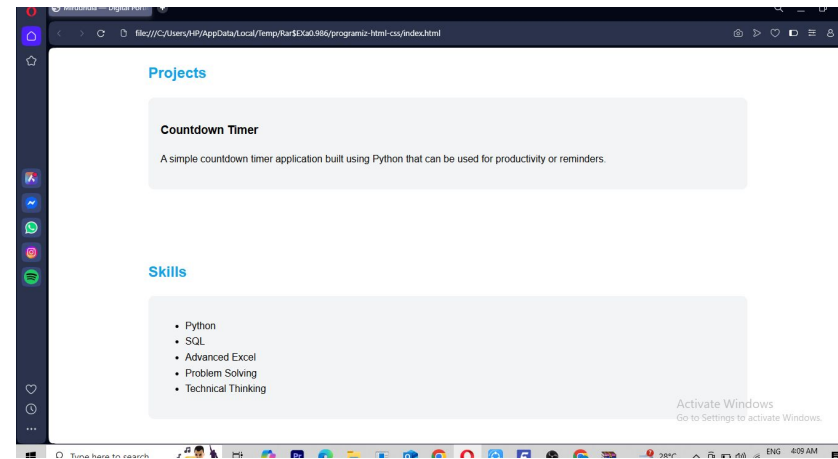 file:///C:/Users/HP/AppData/Local/Temp/Rar$EXa0.986/programiz-html-css/index.html
Projects
Countdown Timer
A simple countdown timer application built using Python that can be used for productivity or reminders.
Skills
• Python
• SQL
• Advanced Excel
• Problem Solving
• Technical Thinking
Activate Windows
Go to Settings to activate Windows.
Type here to search
Pr
28°C
ENG
4:09 AM